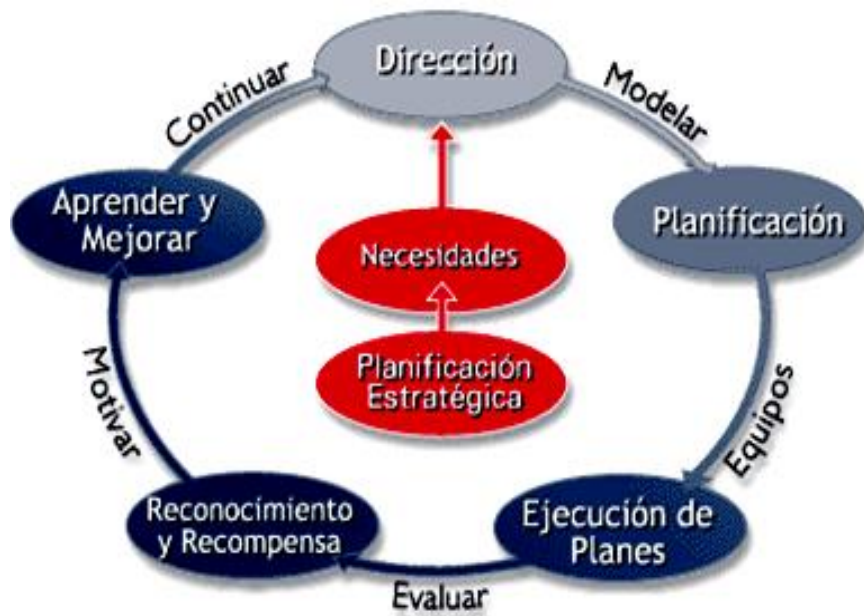 Dirección
Modelar
Planificación
Equipos
Ejecución de
Planes
Evaluar
Reconocimiento
y Recompensa
Motivar
Aprender y
Mejorar
Continuar
Necesidades
Planificación
Estratégica